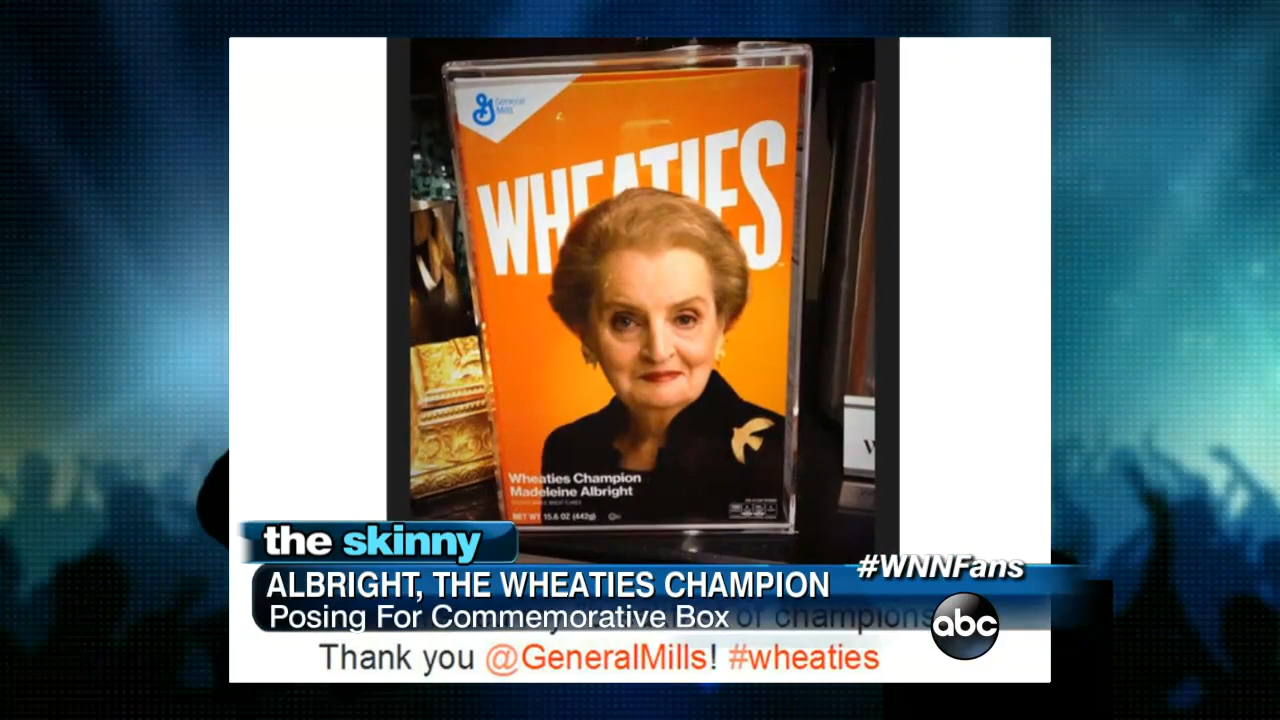 General
Mills
WHEATIES
Wheaties Champion
Madeleine Albright
NET WT 15.6 OZ (442g)
the skinny
#WNNFans
ALBRIGHT, THE WHEATIES CHAMPION
Posing For Commemorative Box
of champions
abc
Thank you @GeneralMills! #wheaties